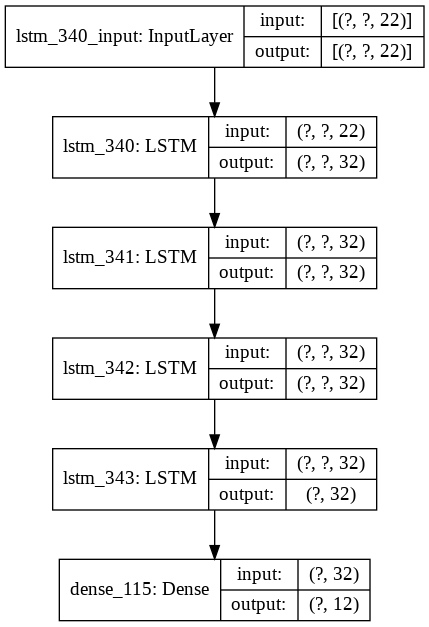 lstm_340_input: InputLayer input: [(?, ?, 22)]
output: [(?, ?, 22)]
lstm_340: LSTM input: (?, ?, 22)
output: (?, ?, 32)
lstm_341: LSTM input: (?, ?, 32)
output: (?, ?, 32)
lstm_342: LSTM input: (?, ?, 32)
output: (?, ?, 32)
lstm_343: LSTM input: (?, ?, 32)
output: (?, 32)
dense_115: Dense input: (?, 32)
output: (?, 12)